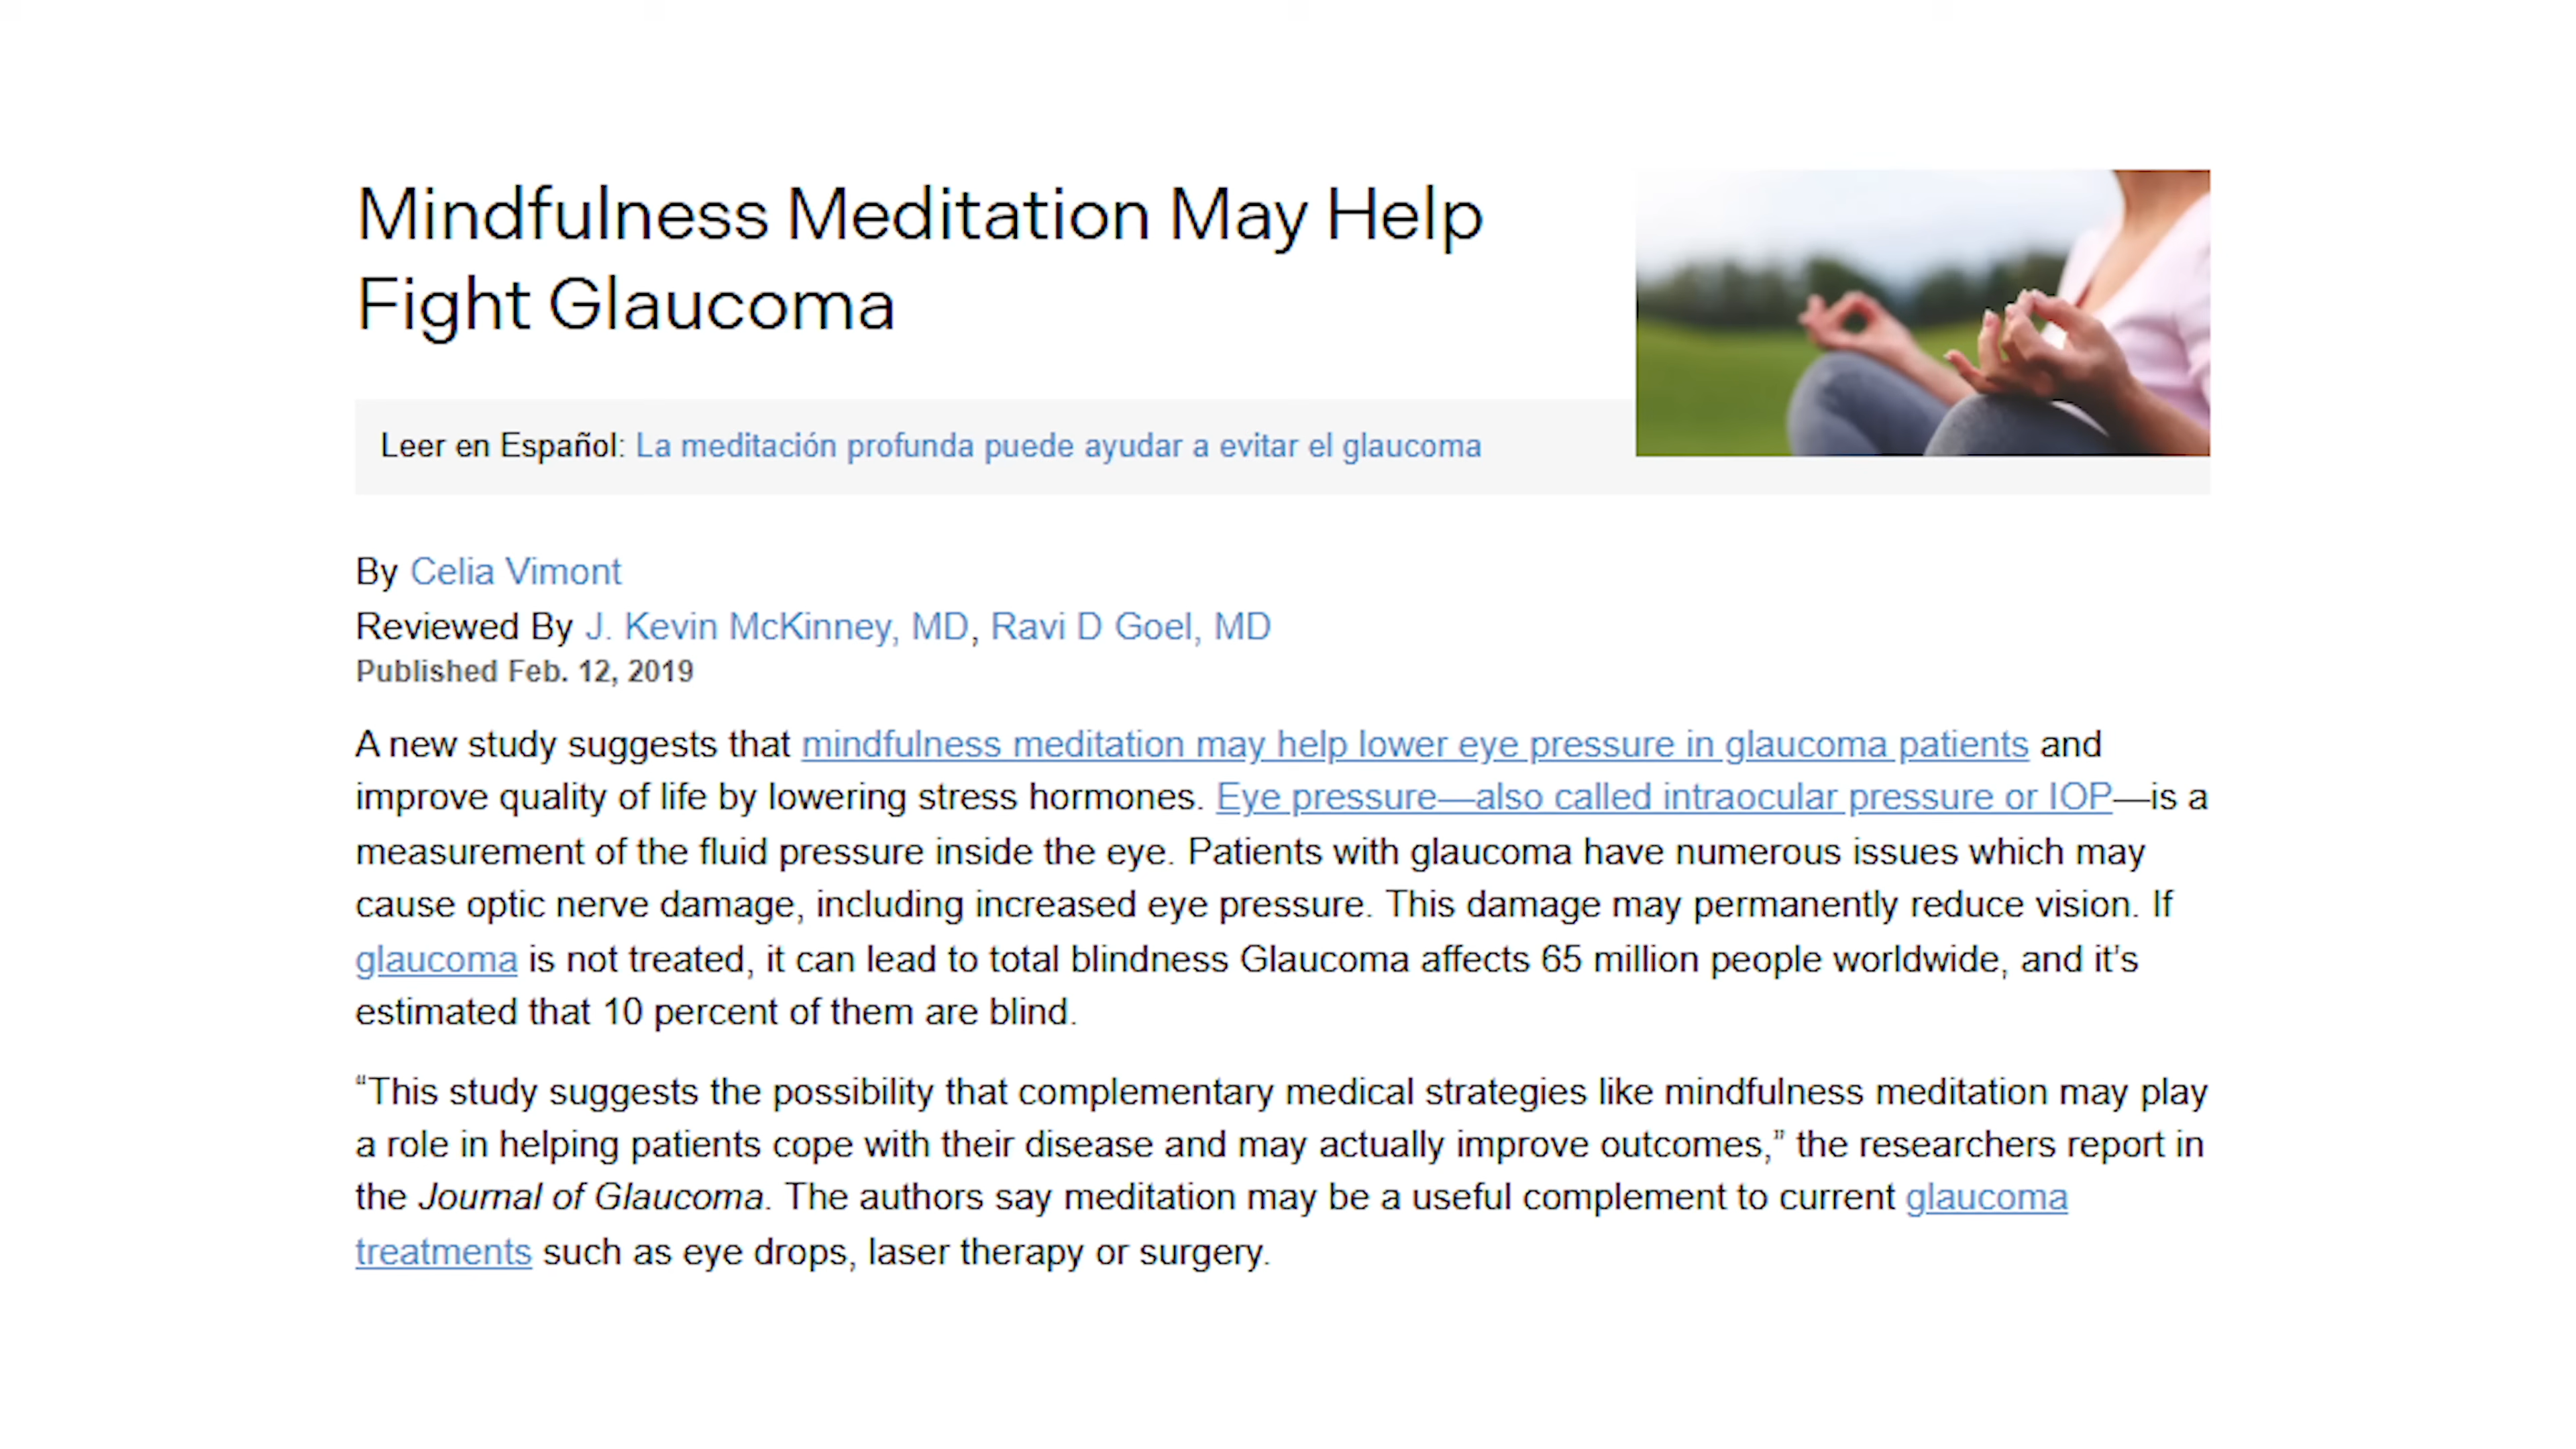 Mindfulness Meditation May Help
Fight Glaucoma
Leer en Español: La meditación profunda puede ayudar a evitar el glaucoma
By Celia Vimont
Reviewed By J. Kevin McKinney, MD, Ravi D Goel, MD
Published Feb. 12, 2019
A new study suggests that mindfulness meditation may help lower eye pressure in glaucoma patients and
improve quality of life by lowering stress hormones. Eye pressure—also called intraocular pressure or IOP—is a
measurement of the fluid pressure inside the eye. Patients with glaucoma have numerous issues which may
cause optic nerve damage, including increased eye pressure. This damage may permanently reduce vision. If
glaucoma is not treated, it can lead to total blindness Glaucoma affects 65 million people worldwide, and it's
estimated that 10 percent of them are blind.
“This study suggests the possibility that complementary medical strategies like mindfulness meditation may play
a role in helping patients cope with their disease and may actually improve outcomes,” the researchers report in
the Journal of Glaucoma. The authors say meditation may be a useful complement to current glaucoma
treatments such as eye drops, laser therapy or surgery.